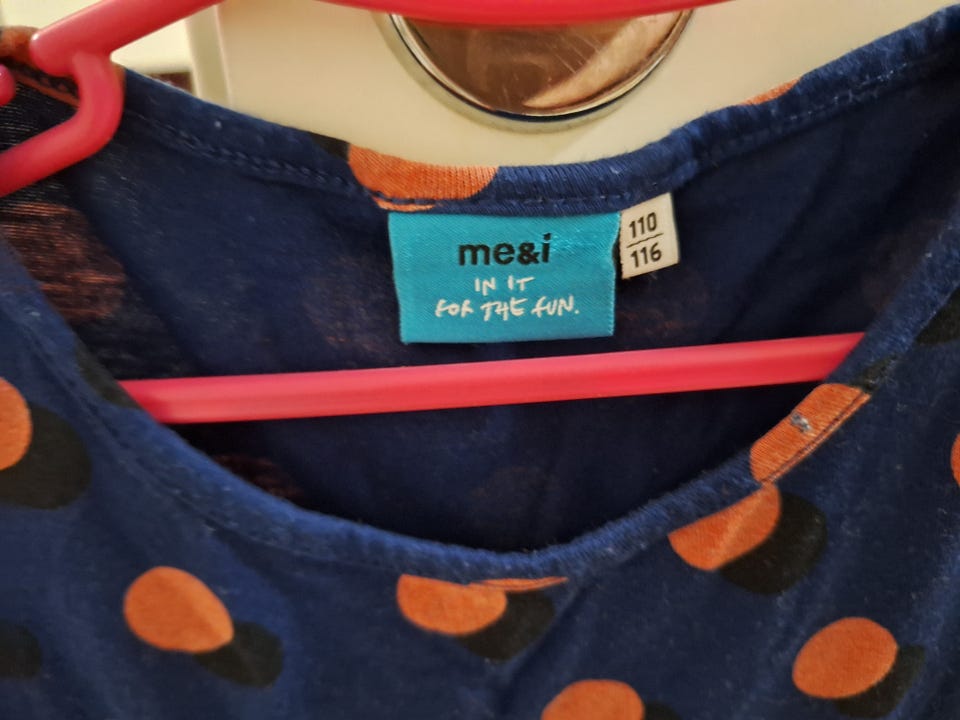 me&i
IN IT
FOR THE FUN.
110
116